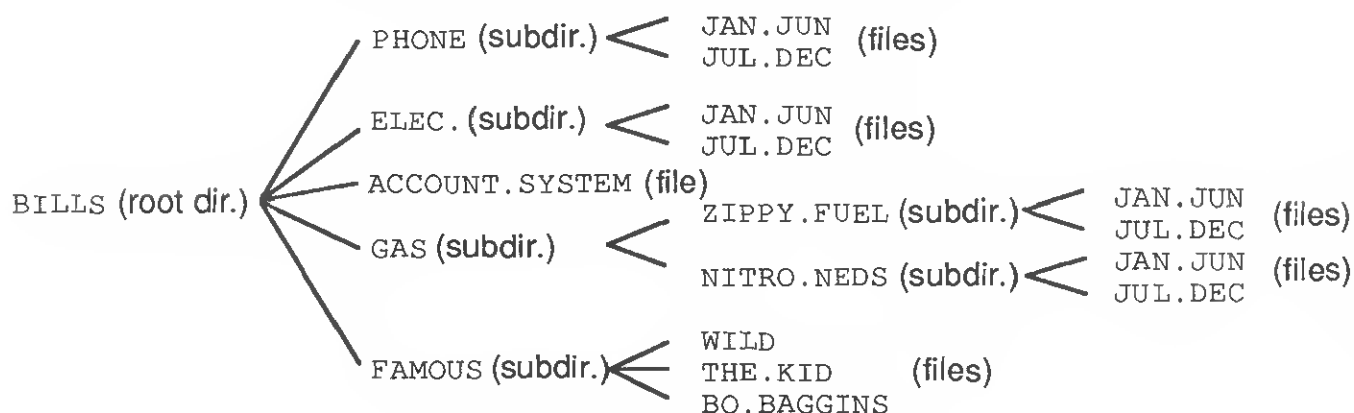 PHONE (subdir.) JAN.JUN (files)
JUL.DEC
ELEC. (subdir.) JAN.JUN (files)
JUL.DEC
ACCOUNT.SYSTEM (file)
BILLS (root dir.)
GAS (subdir.)
ZIPPY.FUEL (subdir.) JAN.JUN (files)
JUL.DEC
NITRO.NEDS (subdir.) JAN.JUN (files)
JUL.DEC
FAMOUS (subdir.)
WILD
THE.KID (files)
BO.BAGGINS